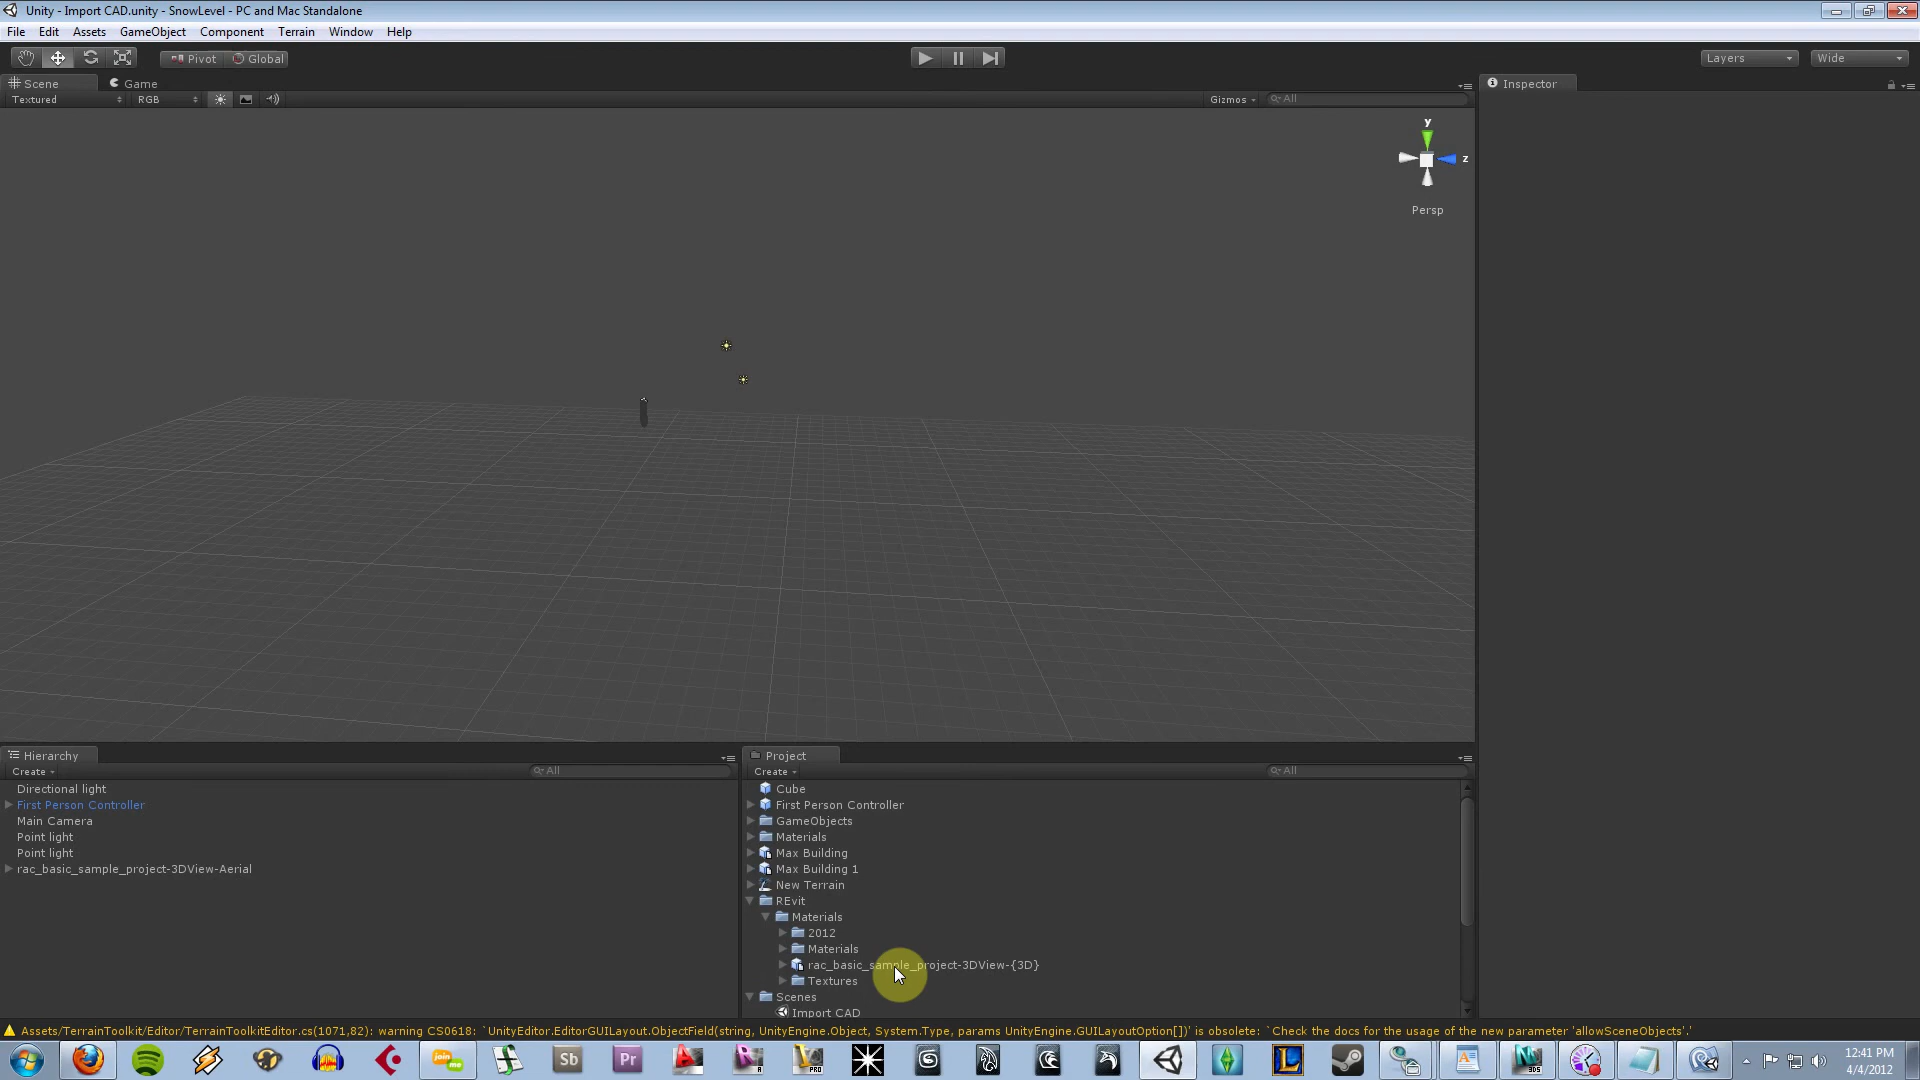 Unity - Import CAD.unity - SnowLevel - PC and Mac Standalone
File Edit Assets GameObject Component Terrain Window Help
Pivot Global Layers Wide
Scene Game Inspector
Textured RGB Gizmos All
y
z
Persp
Hierarchy
Create All
Directional light
First Person Controller
Main Camera
Point light
Point light
rac_basic_sample_project-3DView-Aerial
Project
Create All
Cube
First Person Controller
GameObjects
Materials
Max Building
Max Building 1
New Terrain
REvit
Materials
2012
Materials
rac_basic_sample_project-3DView-{3D}
Textures
Scenes
Import CAD
Assets/TerrainToolkit/Editor/TerrainToolkitEditor.cs(1071,82): warning CS0618: `UnityEditor.EditorGUILayout.ObjectField(string, UnityEngine.Object, System.Type, params UnityEngine.GUILayoutOption[])' is obsolete: `Check the docs for the usage of the new parameter 'allowSceneObjects'.'
join me Sb Pr A R PRO L N 3DS
12:41 PM
4/4/2012